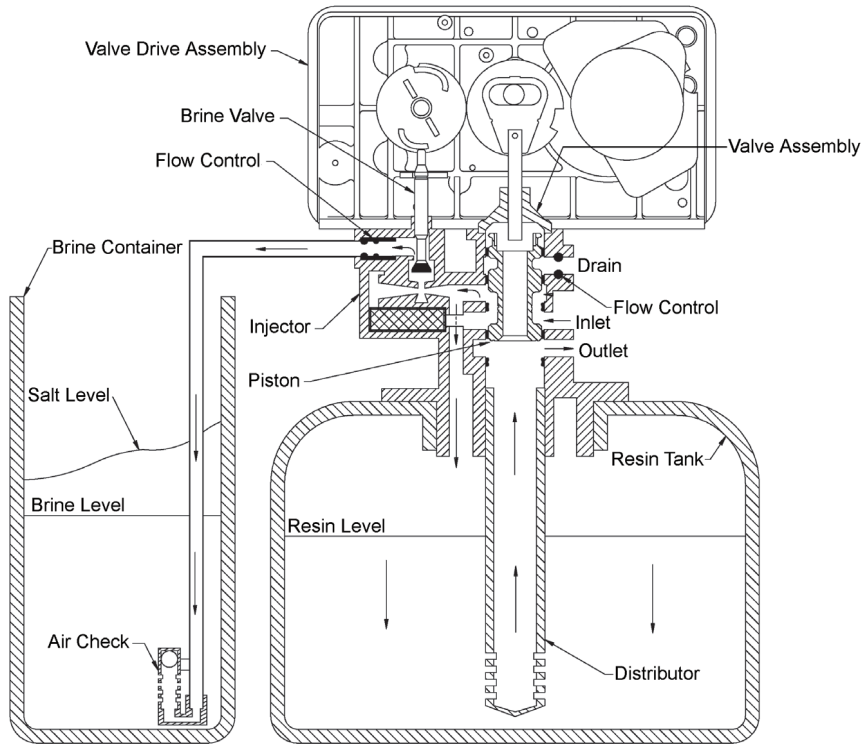 Valve Drive Assembly
Brine Valve
Flow Control
Valve Assembly
Brine Container
Drain
Flow Control
Injector
Inlet
Outlet
Piston
Salt Level
Resin Tank
Brine Level
Resin Level
Air Check
Distributor